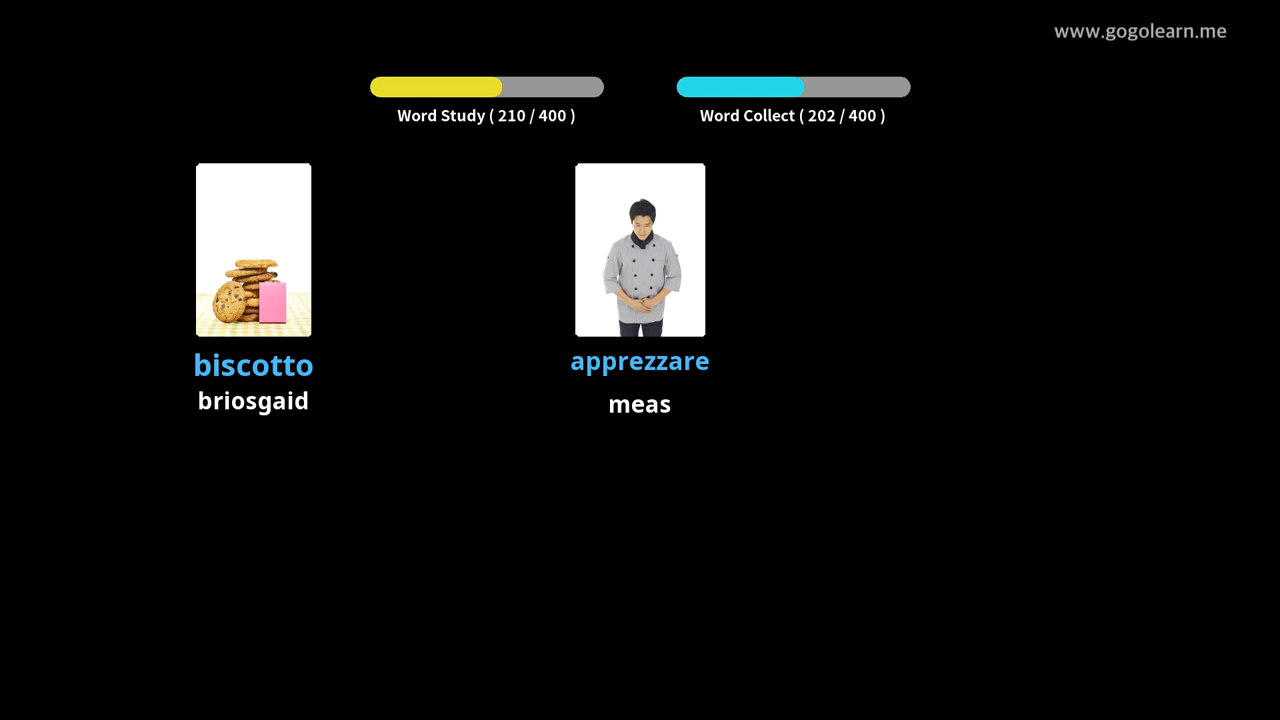 www.gogolearn.me
Word Study ( 210 / 400 )
Word Collect ( 202 / 400 )
biscotto
briosgaid
apprezzare
meas